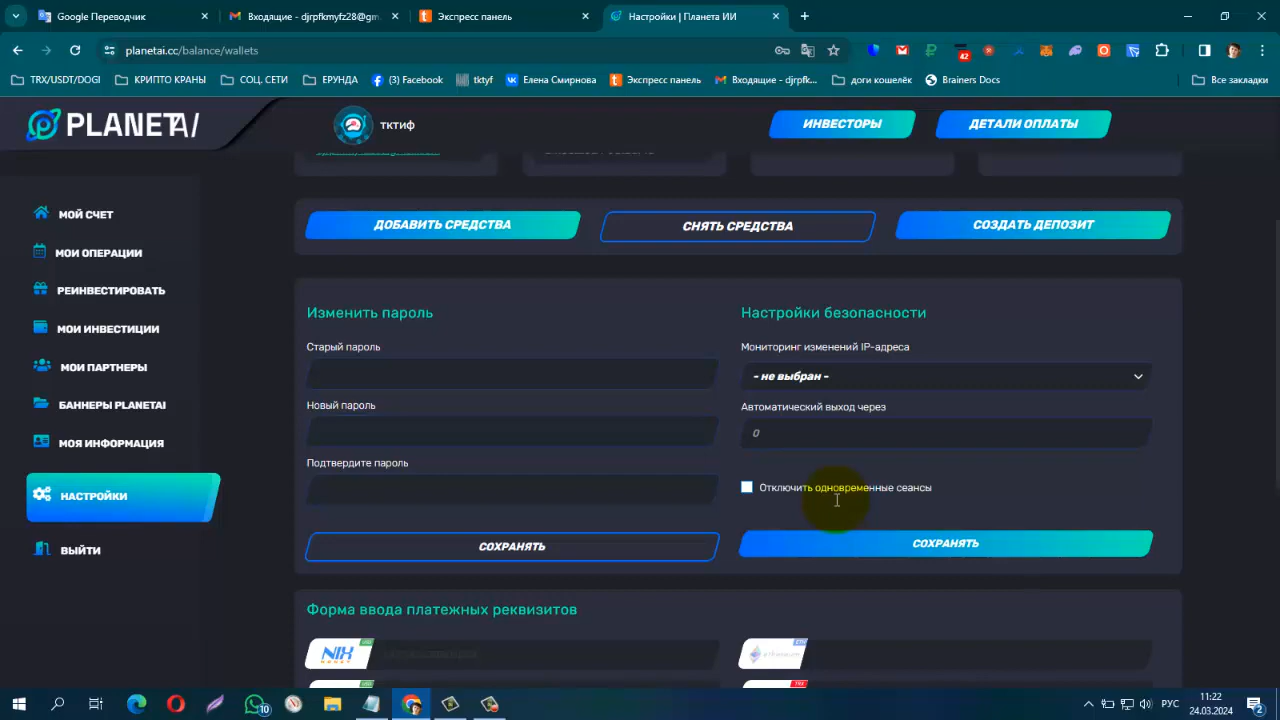 Google Переводчик
Входящие - djrpfkmyfz28@gm
Экспресс панель
Настройки | Планета ИИ
planetai.cc/balance/wallets
42
TRX/USDT/DOGI
КРИПТО КРАНЫ
СОЦ. СЕТИ
ЕРУНДА
(3) Facebook
tktyf
Елена Смирнова
Экспресс панель
Входящие - djrpfk...
доги кошелёк
Brainers Docs
Все закладки
PLANETAI
тктиф
ИНВЕСТОРЫ
ДЕТАЛИ ОПЛАТЫ
МОЙ СЧЕТ
МОИ ОПЕРАЦИИ
РЕИНВЕСТИРОВАТЬ
МОИ ИНВЕСТИЦИИ
МОИ ПАРТНЕРЫ
БАННЕРЫ PLANETAI
МОЯ ИНФОРМАЦИЯ
НАСТРОЙКИ
ВЫЙТИ
ДОБАВИТЬ СРЕДСТВА
СНЯТЬ СРЕДСТВА
СОЗДАТЬ ДЕПОЗИТ
Изменить пароль
Старый пароль
Новый пароль
Подтвердите пароль
СОХРАНЯТЬ
Настройки безопасности
Мониторинг изменений IP-адреса
- не выбран -
Автоматический выход через
0
Отключить одновременные сеансы
СОХРАНЯТЬ
Форма ввода платежных реквизитов
NIX
MONEY
10
РУС
11:22
24.03.2024
2